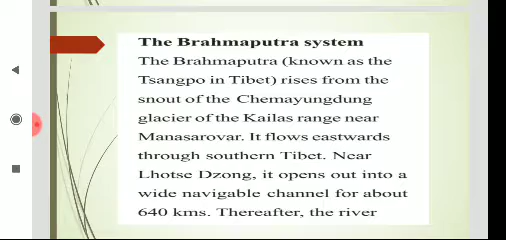 The Brahmaputra system
The Brahmaputra (known as the
Tsangpo in Tibet) rises from the
snout of the Chemayungdung
glacier of the Kailas range near
Manasarovar. It flows eastwards
through southern Tibet. Near
Lhotse Dzong, it opens out into a
wide navigable channel for about
640 kms. Thereafter, the river